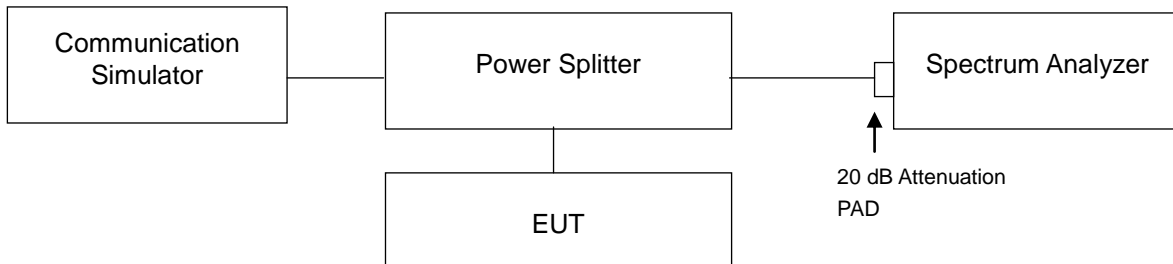 Communication
Simulator
Power Splitter
Spectrum Analyzer
20 dB Attenuation
PAD
EUT